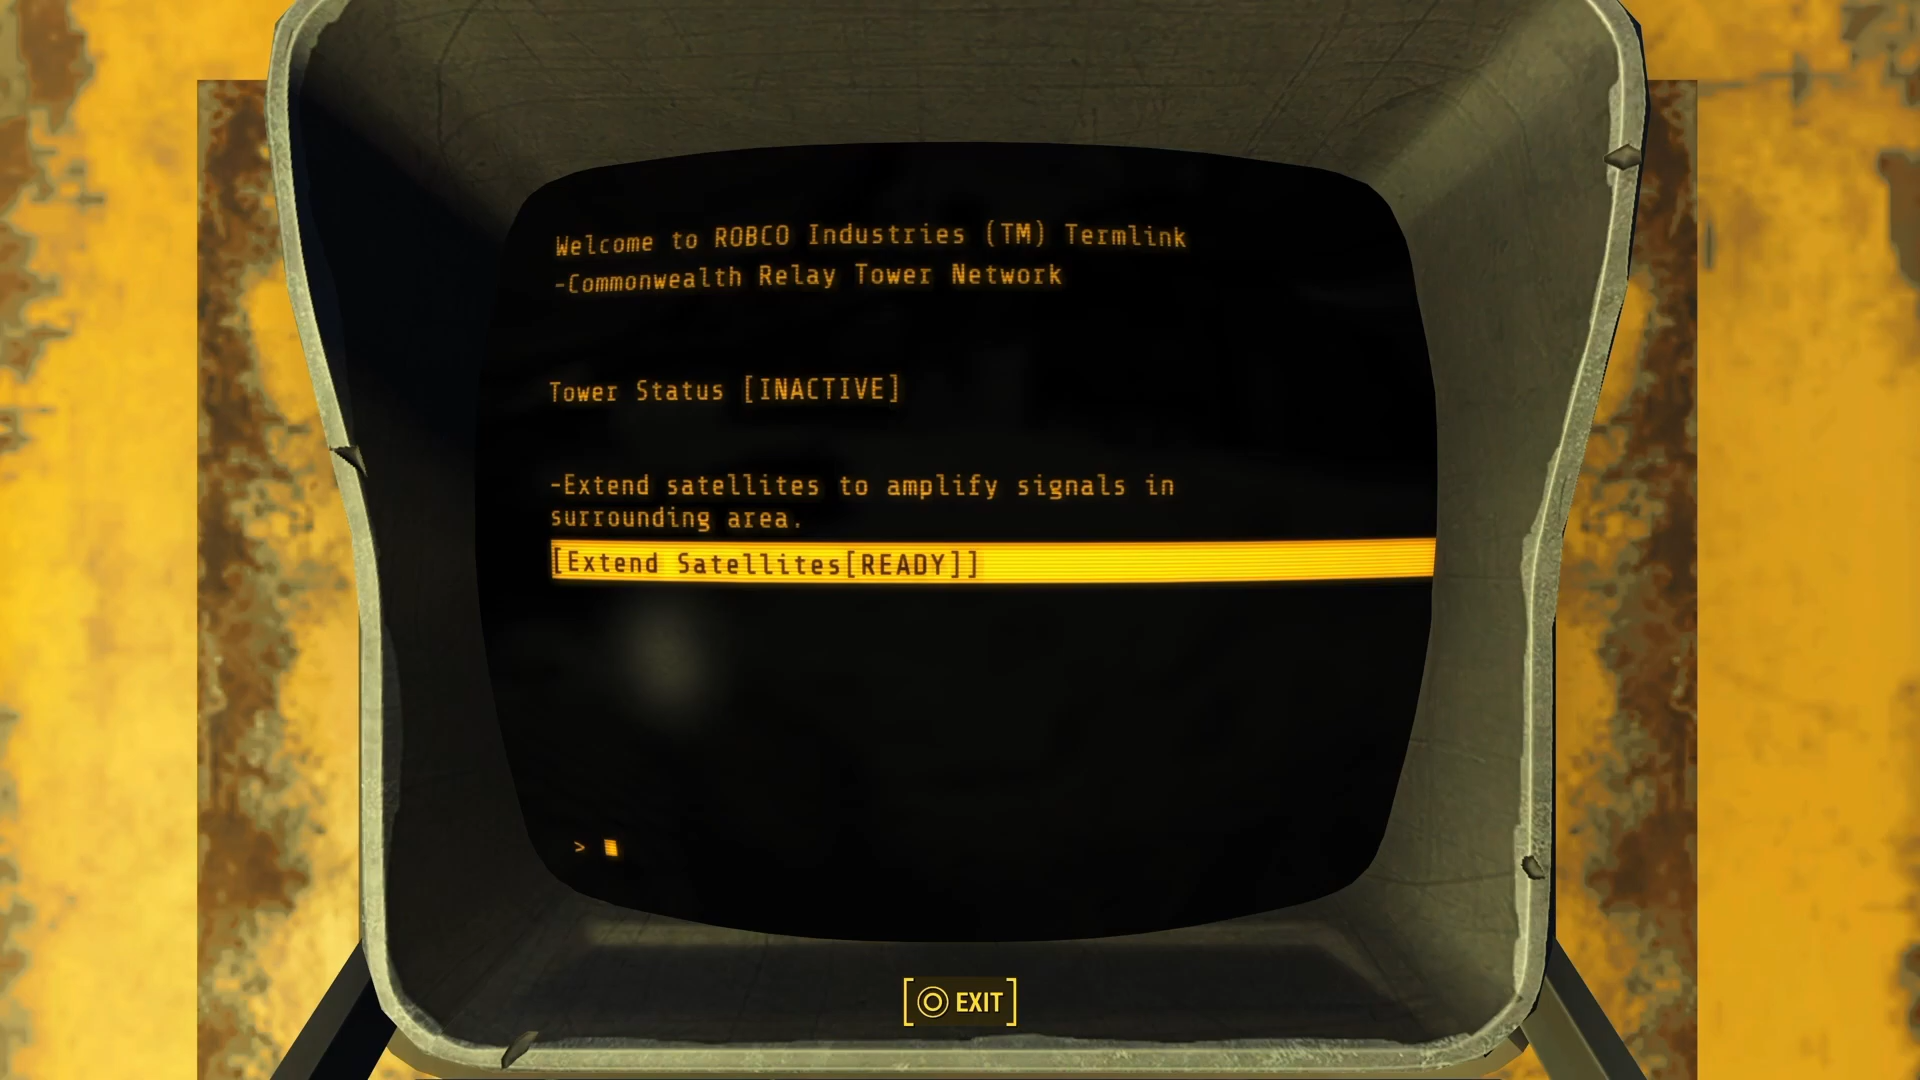 Welcome to ROBCO Industries (TM) Termlink
-Commonwealth Relay Tower Network
Tower Status [INACTIVE]
-Extend satellites to amplify signals in
surrounding area.
[Extend Satellites[READY]]
>
[EXIT]